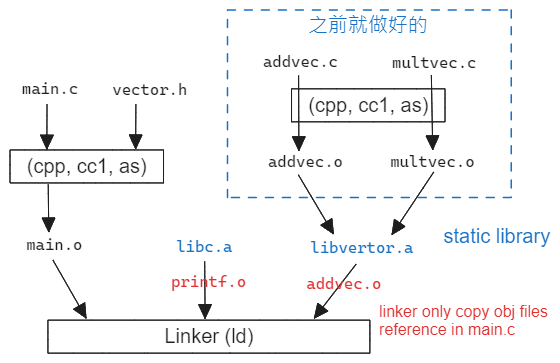 之前就做好的
addvec.c
multvec.c
main.c
vector.h
(cpp, cc1, as)
(cpp, cc1, as)
addvec.o
multvec.o
main.o
libc.a
libvertor.a
static library
printf.o
addvec.o
linker only copy obj files
reference in main.c
Linker (ld)